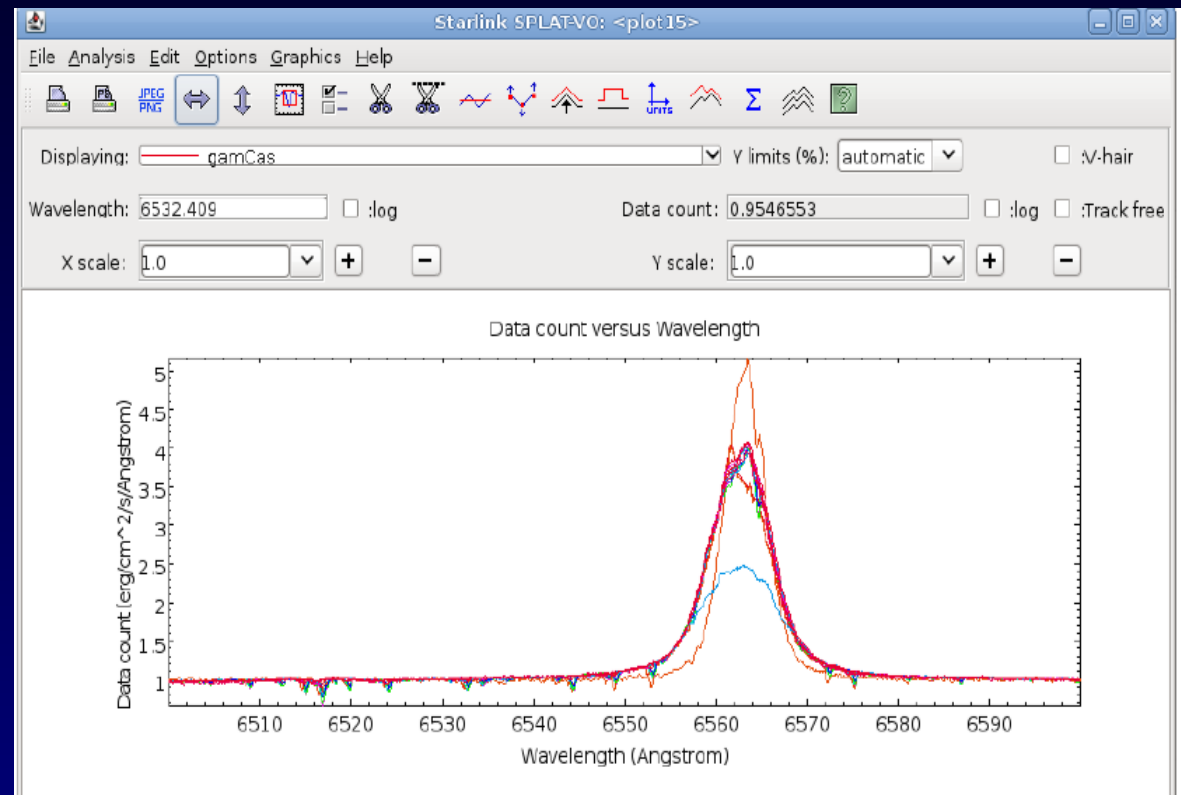 Starlink SPLAT-VO: <plot15>
File Analysis Edit Options Graphics Help
JPEG
PNG
UNITS
Displaying: gamCas Y limits (%): automatic :V-hair
Wavelength: 6532.409 :log Data count: 0.9546553 :log :Track free
X scale: 1.0 + - Y scale: 1.0 + -
Data count versus Wavelength
Data count (erg/cm^2/s/Angstrom)
5
4.5
4
3.5
3
2.5
2
1.5
1
6510 6520 6530 6540 6550 6560 6570 6580 6590
Wavelength (Angstrom)